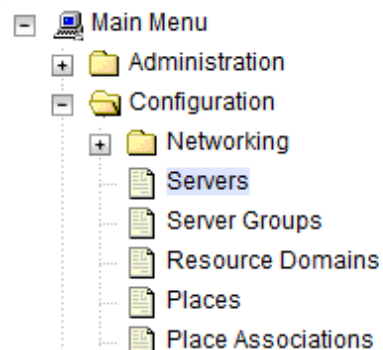 Main Menu
Administration
Configuration
Networking
Servers
Server Groups
Resource Domains
Places
Place Associations